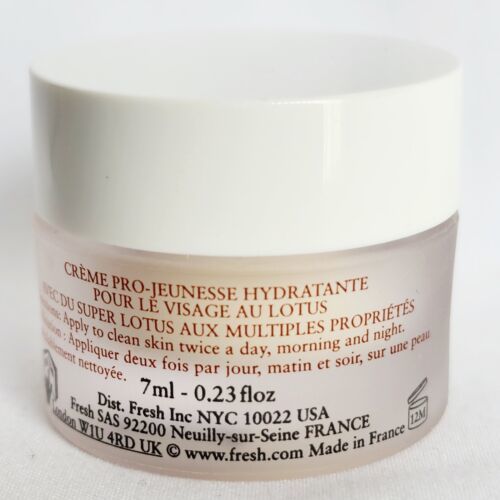 CRÈME PRO-JEUNESSE HYDRATANTE
POUR LE VISAGE AU LOTUS
AVEC DU SUPER LOTUS AUX MULTIPLES PROPRIÉTÉS
Apply to clean skin twice a day, morning and night.
: Appliquer deux fois par jour, matin et soir, sur une peau
nettoyée.
7ml - 0.23floz
Dist. Fresh Inc NYC 10022 USA
Fresh SAS 92200 Neuilly-sur-Seine FRANCE
London W1U 4RD UK © www.fresh.com Made in France
12M